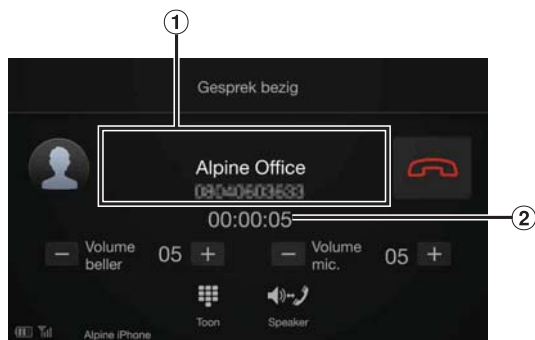 1
Gesprek bezig
Alpine Office
00:00:05
2
Volume beller 05
Volume mic. 05
Toon
Speaker
Alpine iPhone